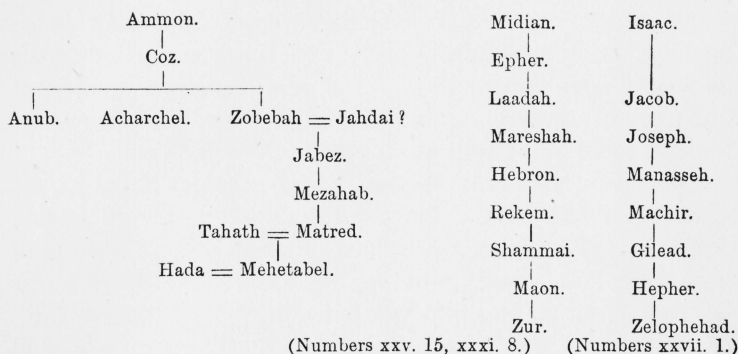 Ammon. Midian. Isaac.
Coz. Epher.
Laadah. Jacob.
Anub. Acharchel. Zobebah = Jahdai ?
Mareshah. Joseph.
Jabez.
Hebron. Manasseh.
Mezahab.
Rekem. Machir.
Tahath = Matred.
Shammai. Gilead.
Hada = Mehetabel.
Maon. Hepher.
Zur. Zelophehad.
(Numbers xxv. 15, xxxi. 8.) (Numbers xxvii. 1.)